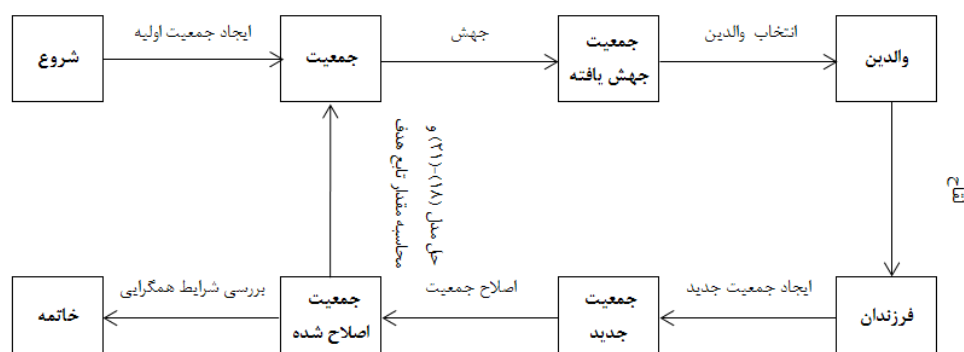 شروع
ایجاد جمعیت اولیه
جمعیت
جهش
جمعیت
جهش یافته
انتخاب والدین
والدین
لقاح
فرزندان
ایجاد جمعیت جدید
جمعیت
جدید
اصلاح جمعیت
جمعیت
اصلاح شده
حل مدل (۱۸)-(۲۱) و
محاسبه مقدار تابع هدف
بررسی شرایط همگرایی
خاتمه